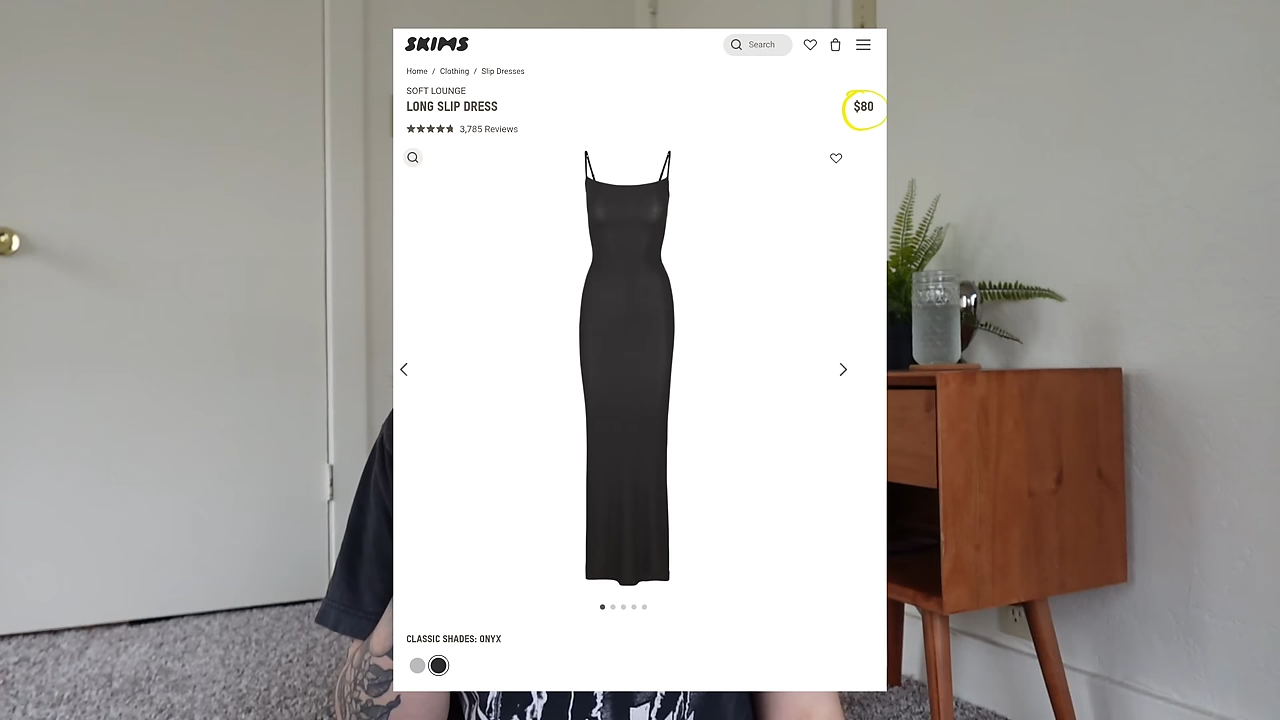 SKIMS
Search
Home / Clothing / Slip Dresses
SOFT LOUNGE
LONG SLIP DRESS
$80
3,785 Reviews
CLASSIC SHADES: ONYX